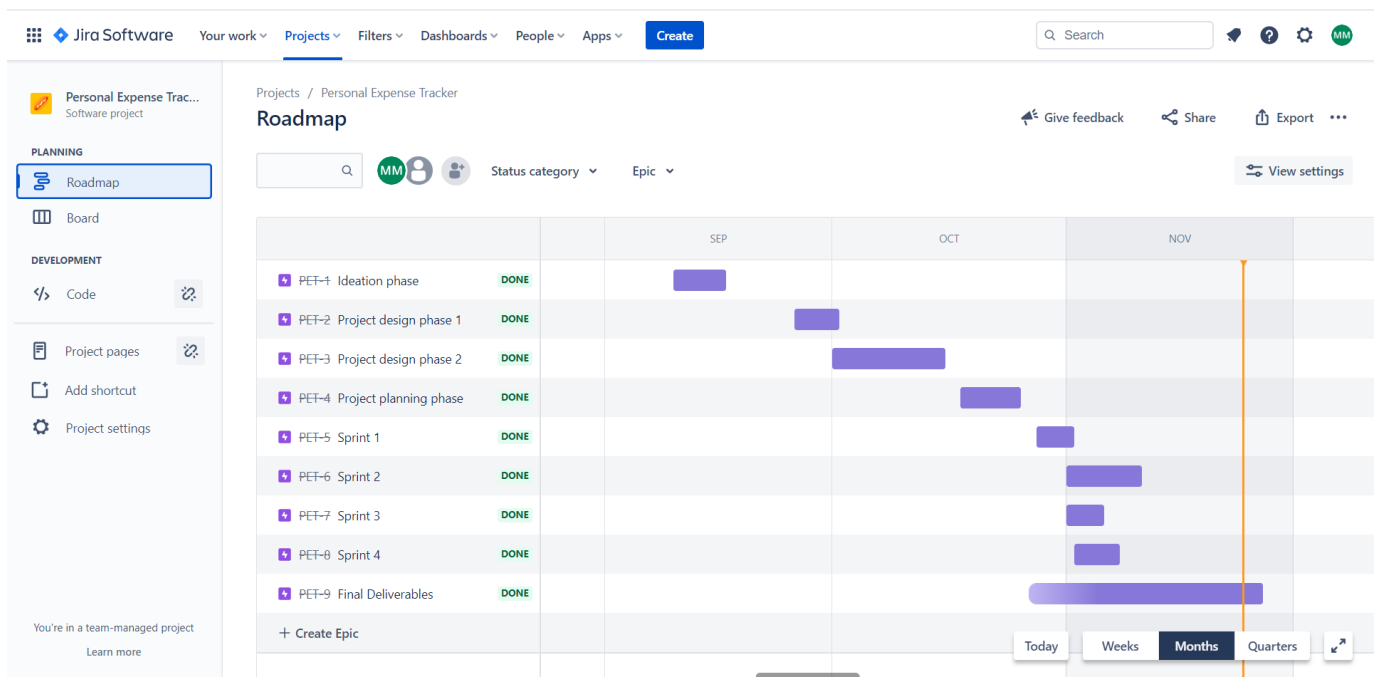 Jira Software Your work Projects Filters Dashboards People Apps Create Search MM
Personal Expense Trac...
Software project
PLANNING
Roadmap
Board
DEVELOPMENT
Code
Project pages
Add shortcut
Project settings
You're in a team-managed project
Learn more
Projects / Personal Expense Tracker
Roadmap
Give feedback Share Export
MM Status category Epic View settings
SEP OCT NOV
PET-1 Ideation phase DONE
PET-2 Project design phase 1 DONE
PET-3 Project design phase 2 DONE
PET-4 Project planning phase DONE
PET-5 Sprint 1 DONE
PET-6 Sprint 2 DONE
PET-7 Sprint 3 DONE
PET-8 Sprint 4 DONE
PET-9 Final Deliverables DONE
+ Create Epic
Today Weeks Months Quarters